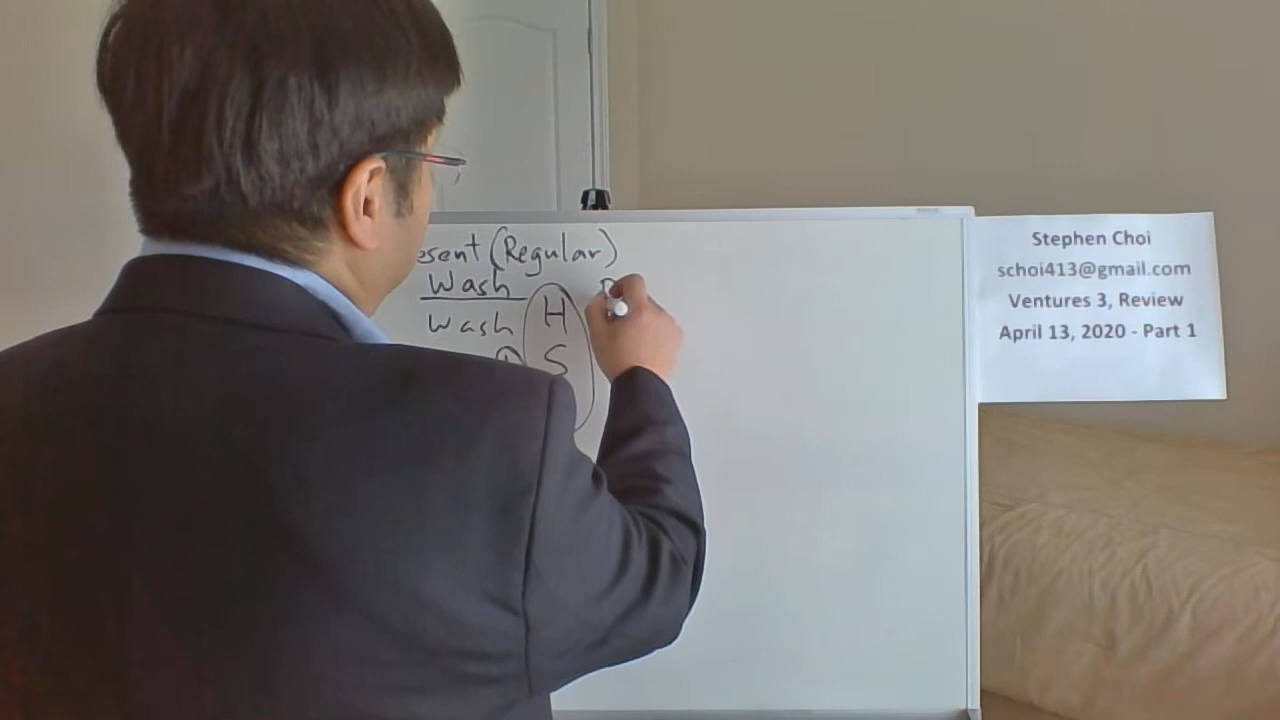 esent (Regular)
Wash
Wash H
S
Stephen Choi
schoi413@gmail.com
Ventures 3, Review
April 13, 2020 - Part 1